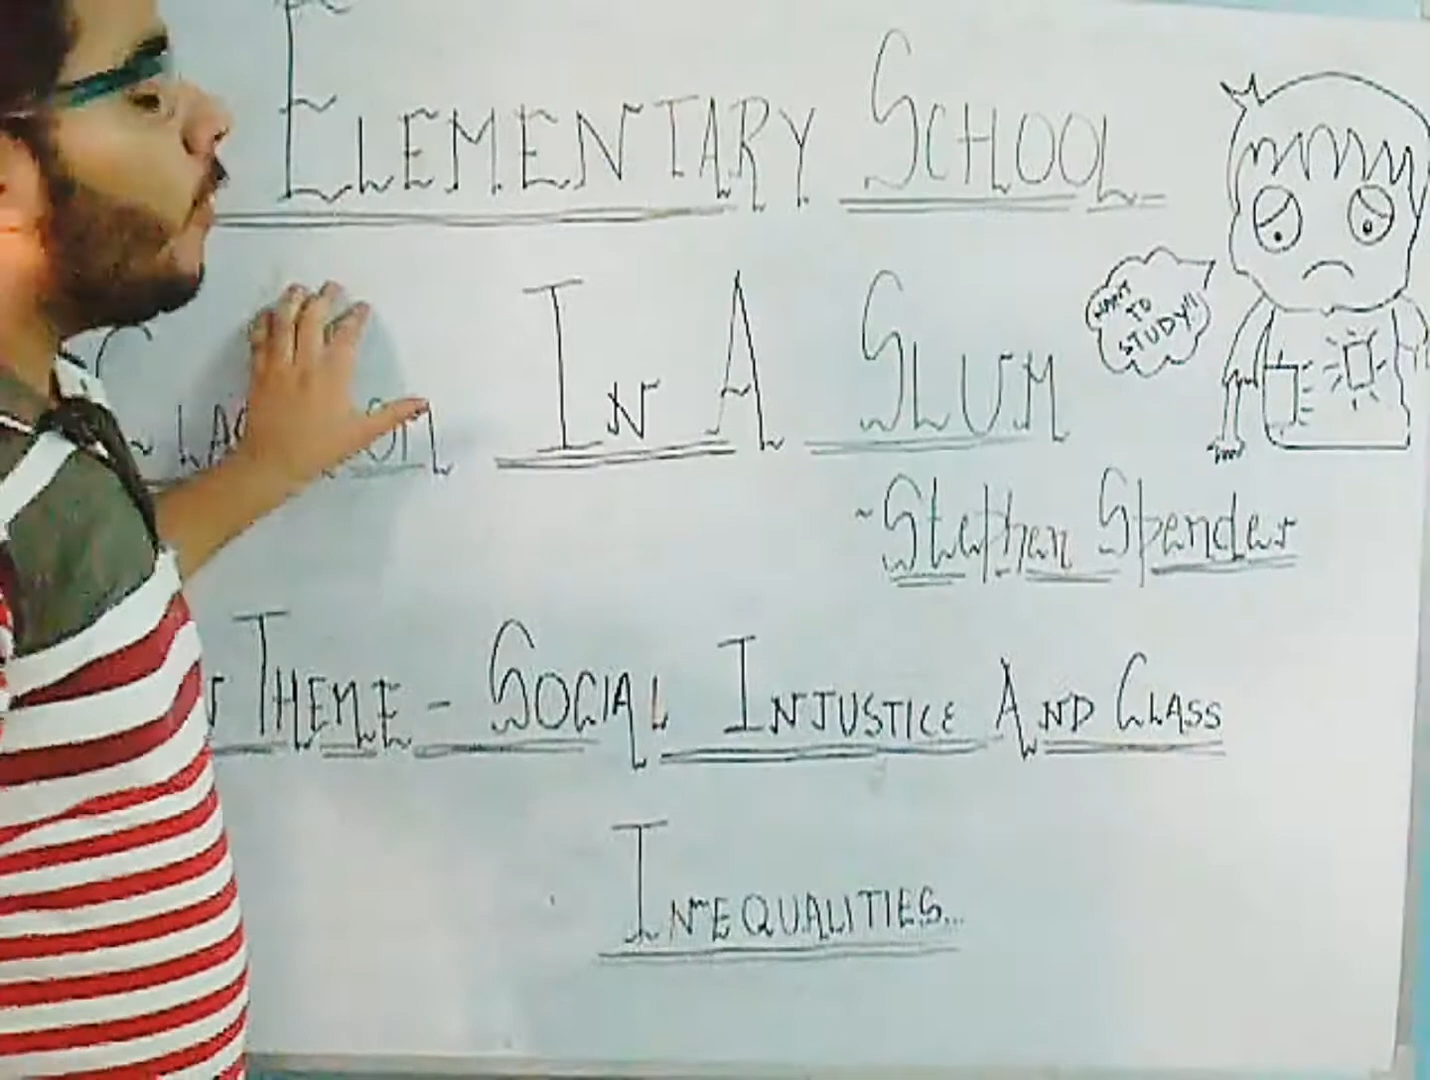 ELEMENTARY SCHOOL
IN A SLUM
WANT
TO
STUDY!!
~Stephen Spender
THEME - SOCIAL INJUSTICE AND CLASS
INEQUALITIES...